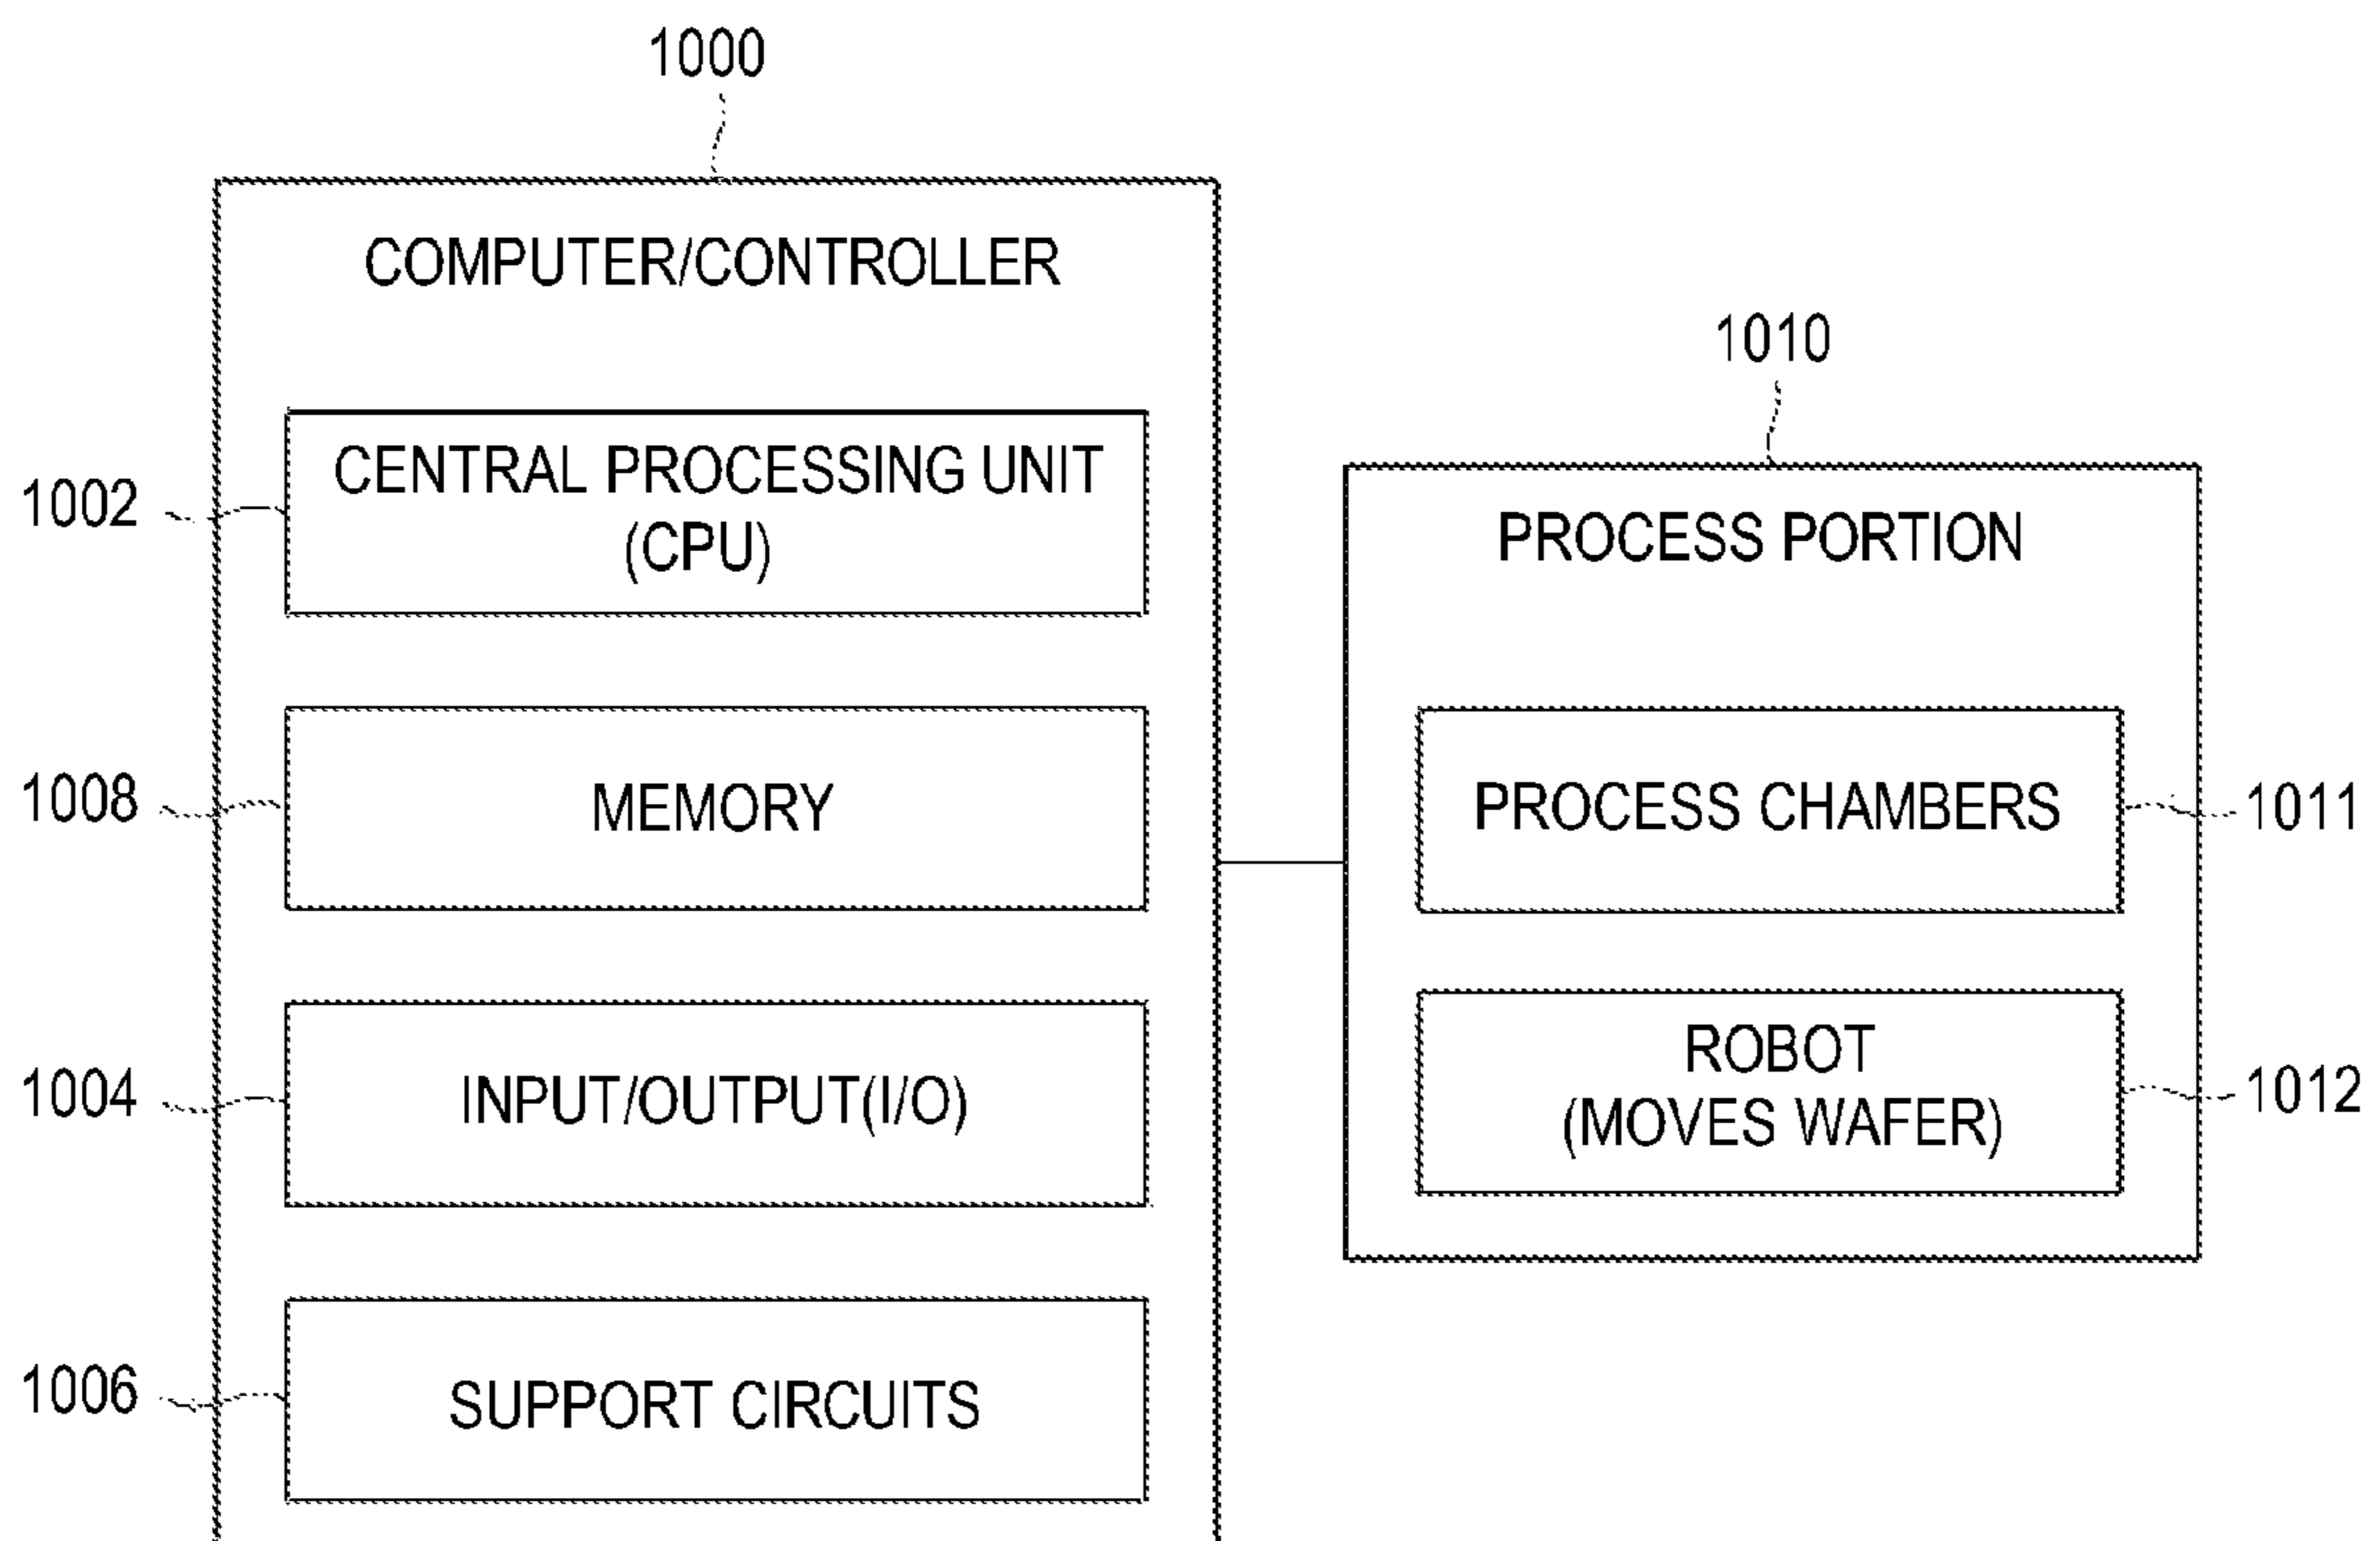 1000
COMPUTER/CONTROLLER
1002
CENTRAL PROCESSING UNIT
(CPU)
1008
MEMORY
1004
INPUT/OUTPUT(I/O)
1006
SUPPORT CIRCUITS
1010
PROCESS PORTION
PROCESS CHAMBERS
1011
ROBOT
(MOVES WAFER)
1012